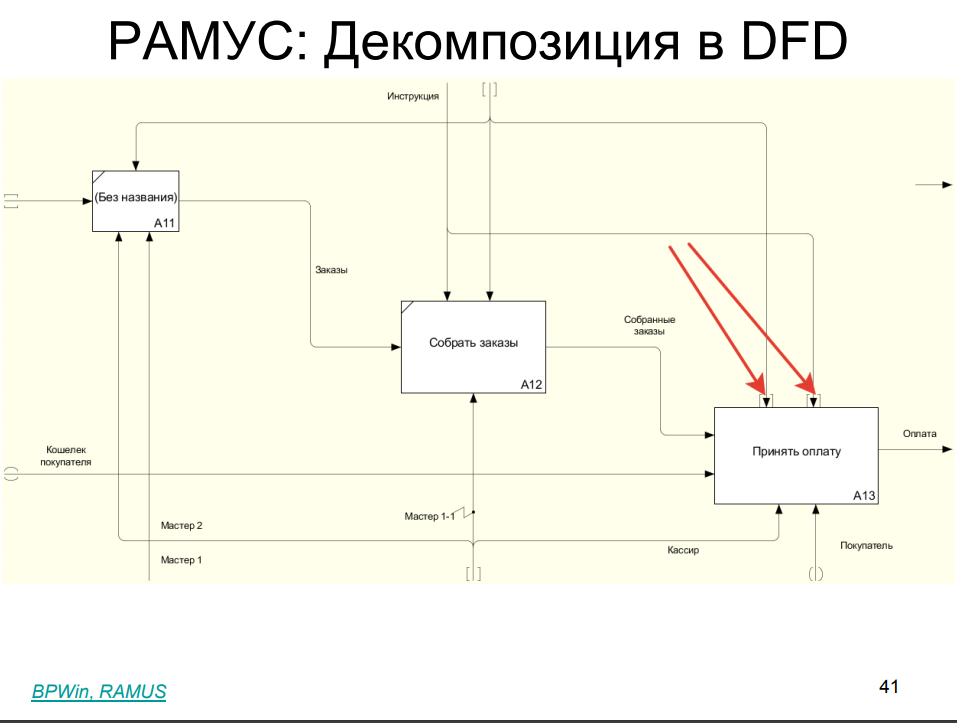 РАМУС: Декомпозиция в DFD
Инструкция
(Без названия)
A11
Заказы
Собранные
заказы
Собрать заказы
A12
Оплата
Кошелек
покупателя
Принять оплату
A13
Мастер 1-1
Мастер 2
Кассир
Покупатель
Мастер 1
BPWin, RAMUS
41